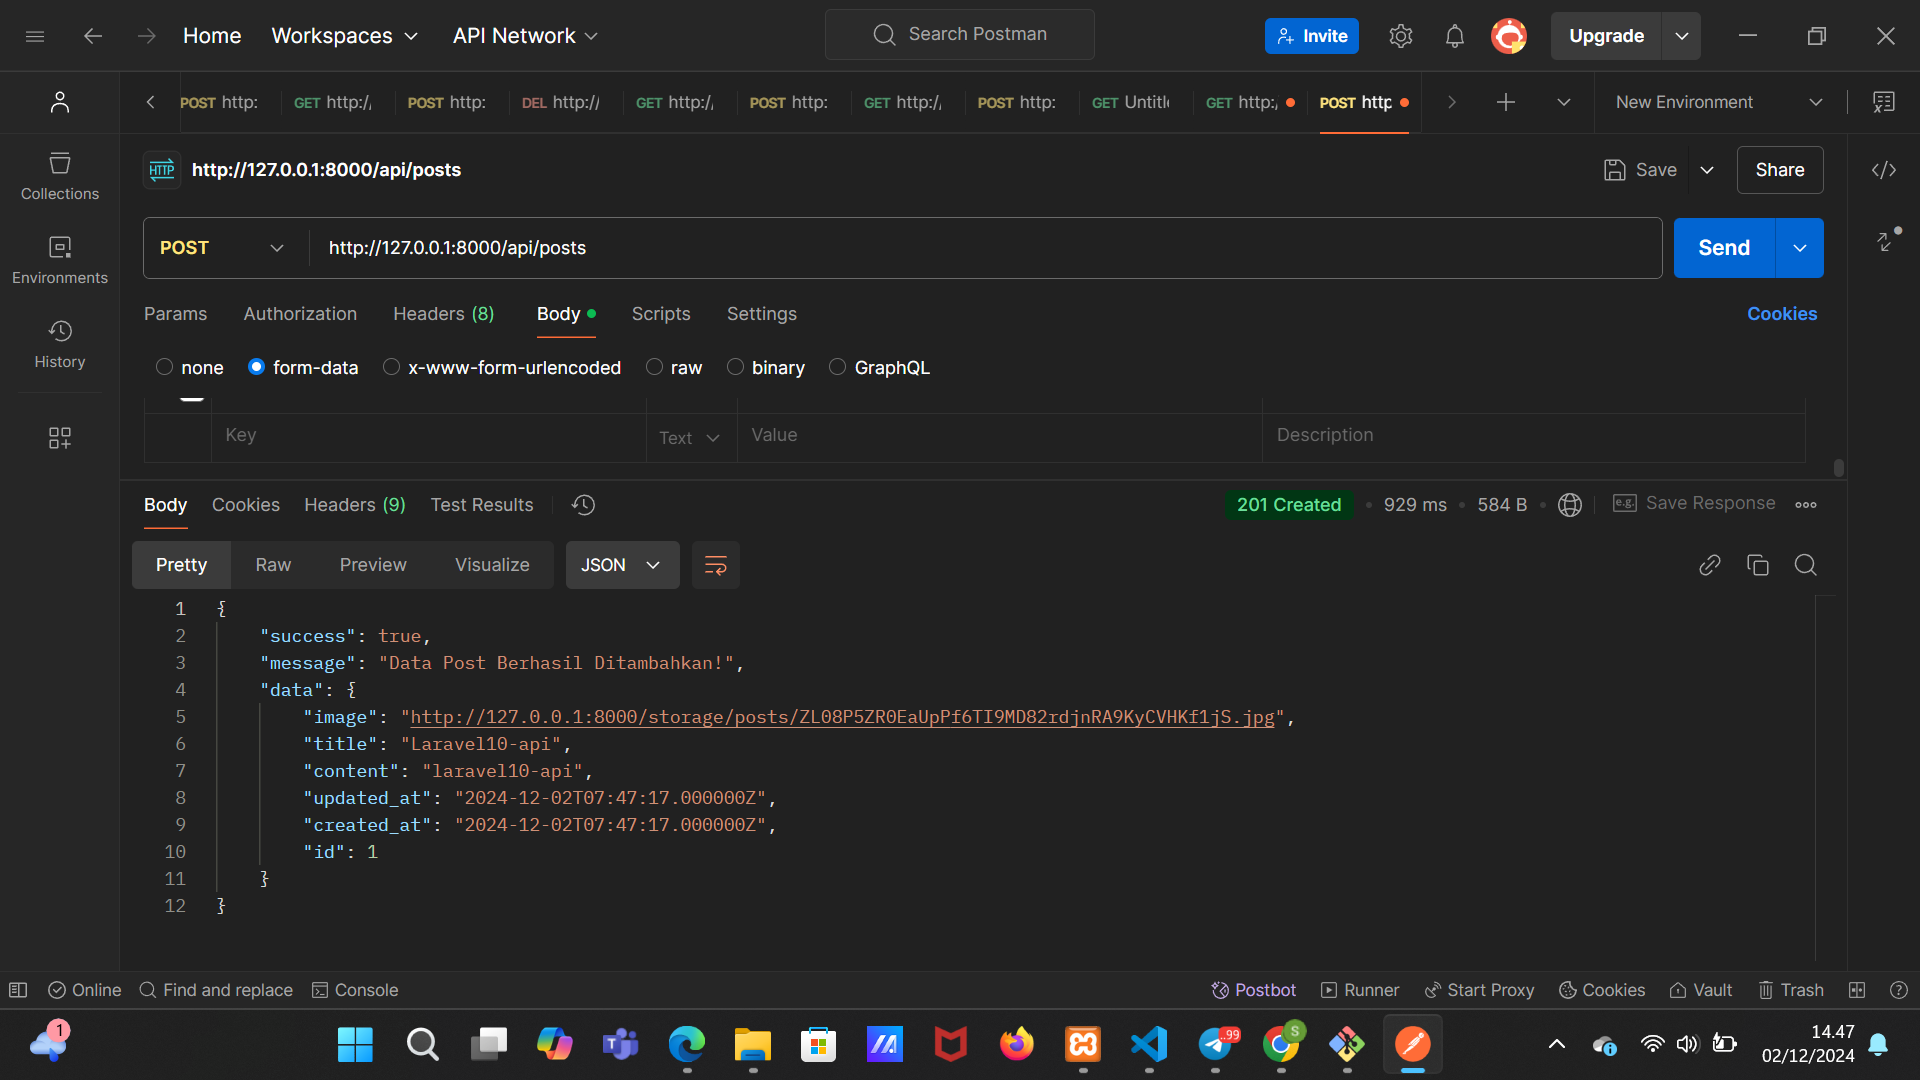 Home Workspaces API Network Search Postman Invite Upgrade
POST http: GET http:/ POST http: DEL http:// GET http:/ POST http: GET http:/ POST http: GET Untitle GET http:/ POST http New Environment
HTTP http://127.0.0.1:8000/api/posts Save Share
Collections
POST http://127.0.0.1:8000/api/posts Send
Environments
Params Authorization Headers (8) Body Scripts Settings Cookies
History
none form-data x-www-form-urlencoded raw binary GraphQL
Key Text Value Description
Body Cookies Headers (9) Test Results 201 Created 929 ms 584 B e.g. Save Response
Pretty Raw Preview Visualize JSON
1 {
2 "success": true,
3 "message": "Data Post Berhasil Ditambahkan!",
4 "data": {
5 "image": "http://127.0.0.1:8000/storage/posts/ZL08P5ZR0EaUpPf6TI9MD82rdjnRA9KyCVHKf1jS.jpg",
6 "title": "Laravel10-api",
7 "content": "laravel10-api",
8 "updated_at": "2024-12-02T07:47:17.000000Z",
9 "created_at": "2024-12-02T07:47:17.000000Z",
10 "id": 1
11 }
12 }
Online Find and replace Console Postbot Runner Start Proxy Cookies Vault Trash
1 T .99 S 14.47
02/12/2024